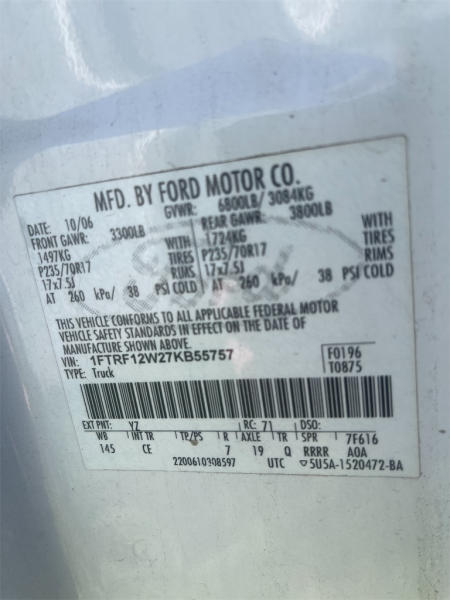 MFD. BY FORD MOTOR CO.
DATE: 10/06 GVWR: 6800LB/ 3084KG
FRONT GAWR: 3300LB REAR GAWR: 3800LB
1497KG WITH 1724KG WITH
P235/70R17 TIRES P235/70R17 TIRES
17x7.5J RIMS 17x7.5J RIMS
AT 260 kPa/ 38 PSI COLD AT 260 kPa/ 38 PSI COLD
THIS VEHICLE CONFORMS TO ALL APPLICABLE FEDERAL MOTOR
VEHICLE SAFETY STANDARDS IN EFFECT ON THE DATE OF
MANUFACTURE SHOWN ABOVE.
VIN: 1FTRF12W27KB55757 F0196
TYPE: Truck T0875
EXT PNT: YZ RC: 71 DSO:
WB INT TR TP/PS R AXLE TR SPR 7F616
145 CE 7 19 Q RRRR AOA
2200610308597 UTC 5U5A-1520472-BA